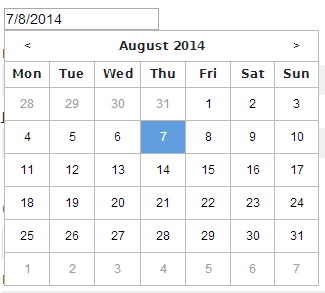 7/8/2014
< August 2014 >
Mon Tue Wed Thu Fri Sat Sun
28 29 30 31 1 2 3
4 5 6 7 8 9 10
11 12 13 14 15 16 17
18 19 20 21 22 23 24
25 26 27 28 29 30 31
1 2 3 4 5 6 7